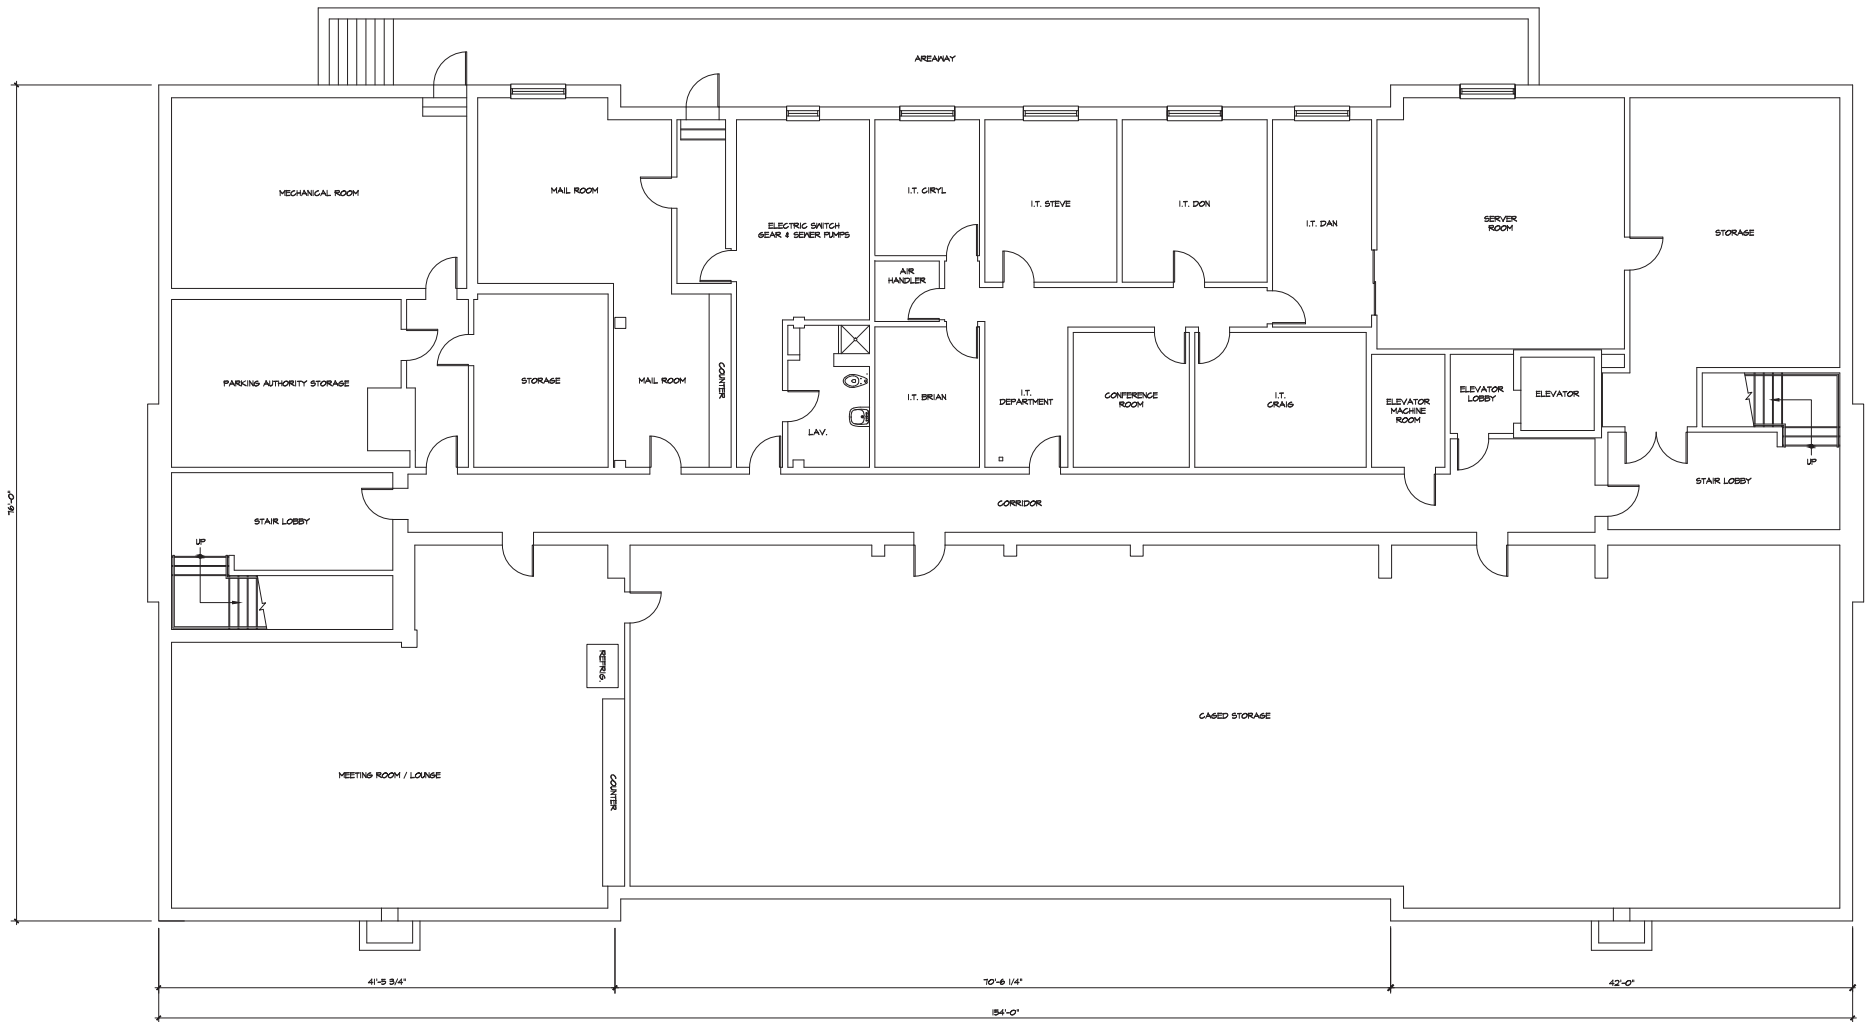 AREAWAY
MECHANICAL ROOM
MAIL ROOM
ELECTRIC SWITCH
GEAR & SEWER PUMPS
I.T. CIRYL
I.T. STEVE
I.T. DON
I.T. DAN
SERVER
ROOM
STORAGE
AIR
HANDLER
PARKING AUTHORITY STORAGE
STORAGE
MAIL ROOM
COUNTER
LAV.
I.T. BRIAN
I.T.
DEPARTMENT
CONFERENCE
ROOM
I.T.
CRAIG
ELEVATOR
MACHINE
ROOM
ELEVATOR
LOBBY
ELEVATOR
UP
STAIR LOBBY
76'-0"
CORRIDOR
STAIR LOBBY
UP
REFRIG.
CAGED STORAGE
MEETING ROOM / LOUNGE
COUNTER
41'-5 3/4"
70'-6 1/4"
42'-0"
154'-0"